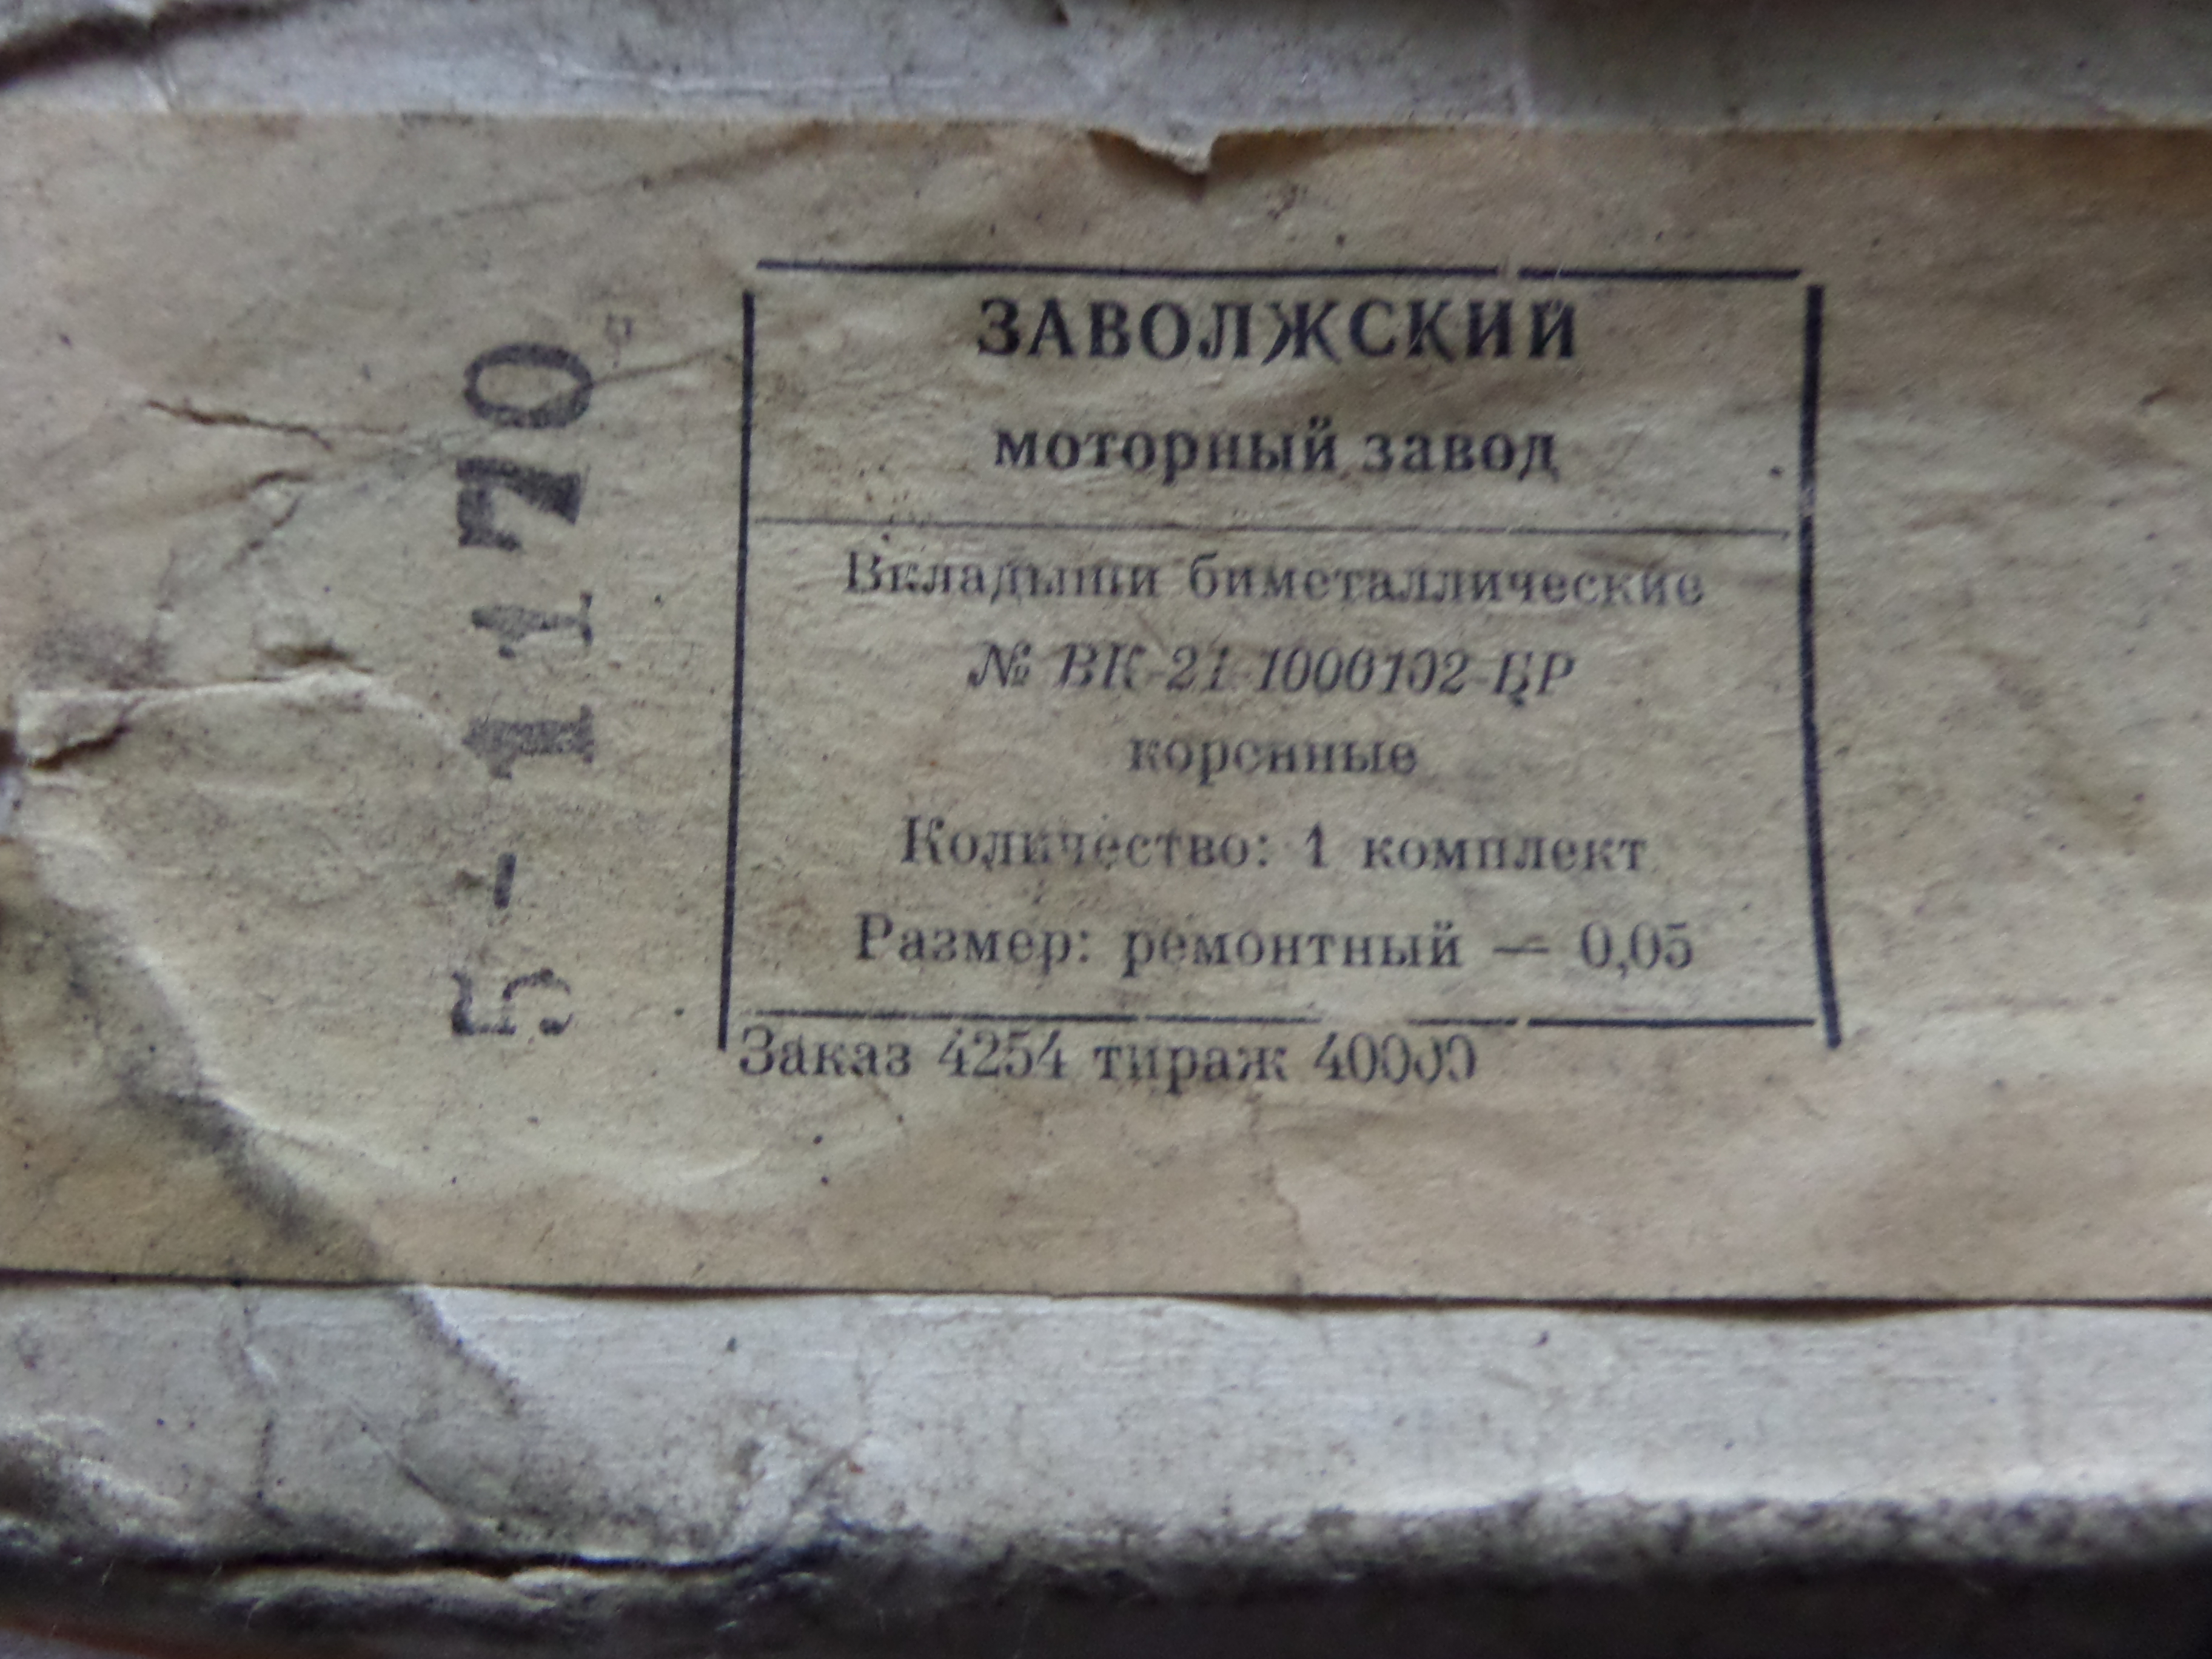 5-1170
ЗАВОЛЖСКИЙ
моторный завод
Вкладыши биметаллические
№ ВК-21-1000102-БР
коренные
Количество: 1 комплект
Размер: ремонтный — 0,05
Заказ 4254 тираж 40000